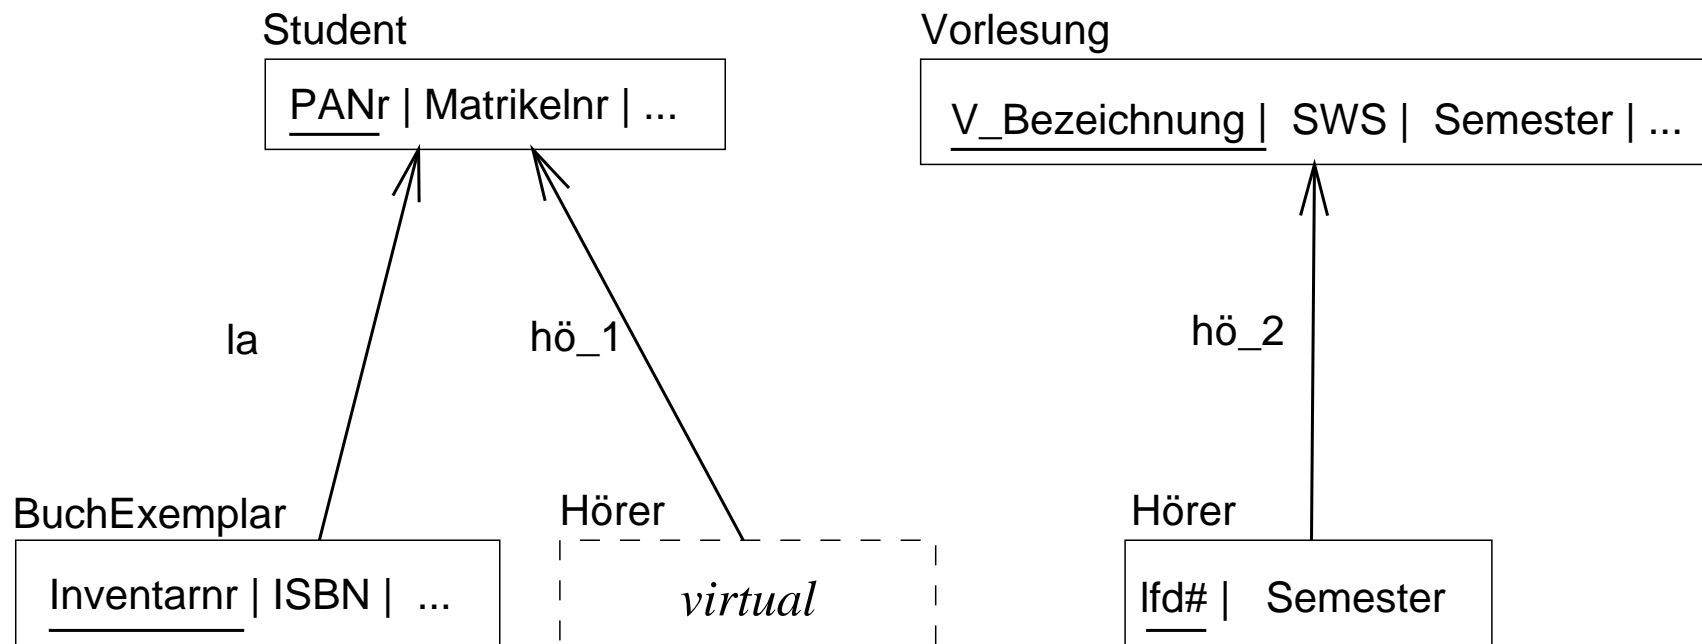 Student
Vorlesung
PANr | Matrikelnr | ...
V_Bezeichnung | SWS | Semester | ...
la
hö_1
hö_2
BuchExemplar
Hörer
Hörer
Inventarnr | ISBN | ...
virtual
lfd# | Semester